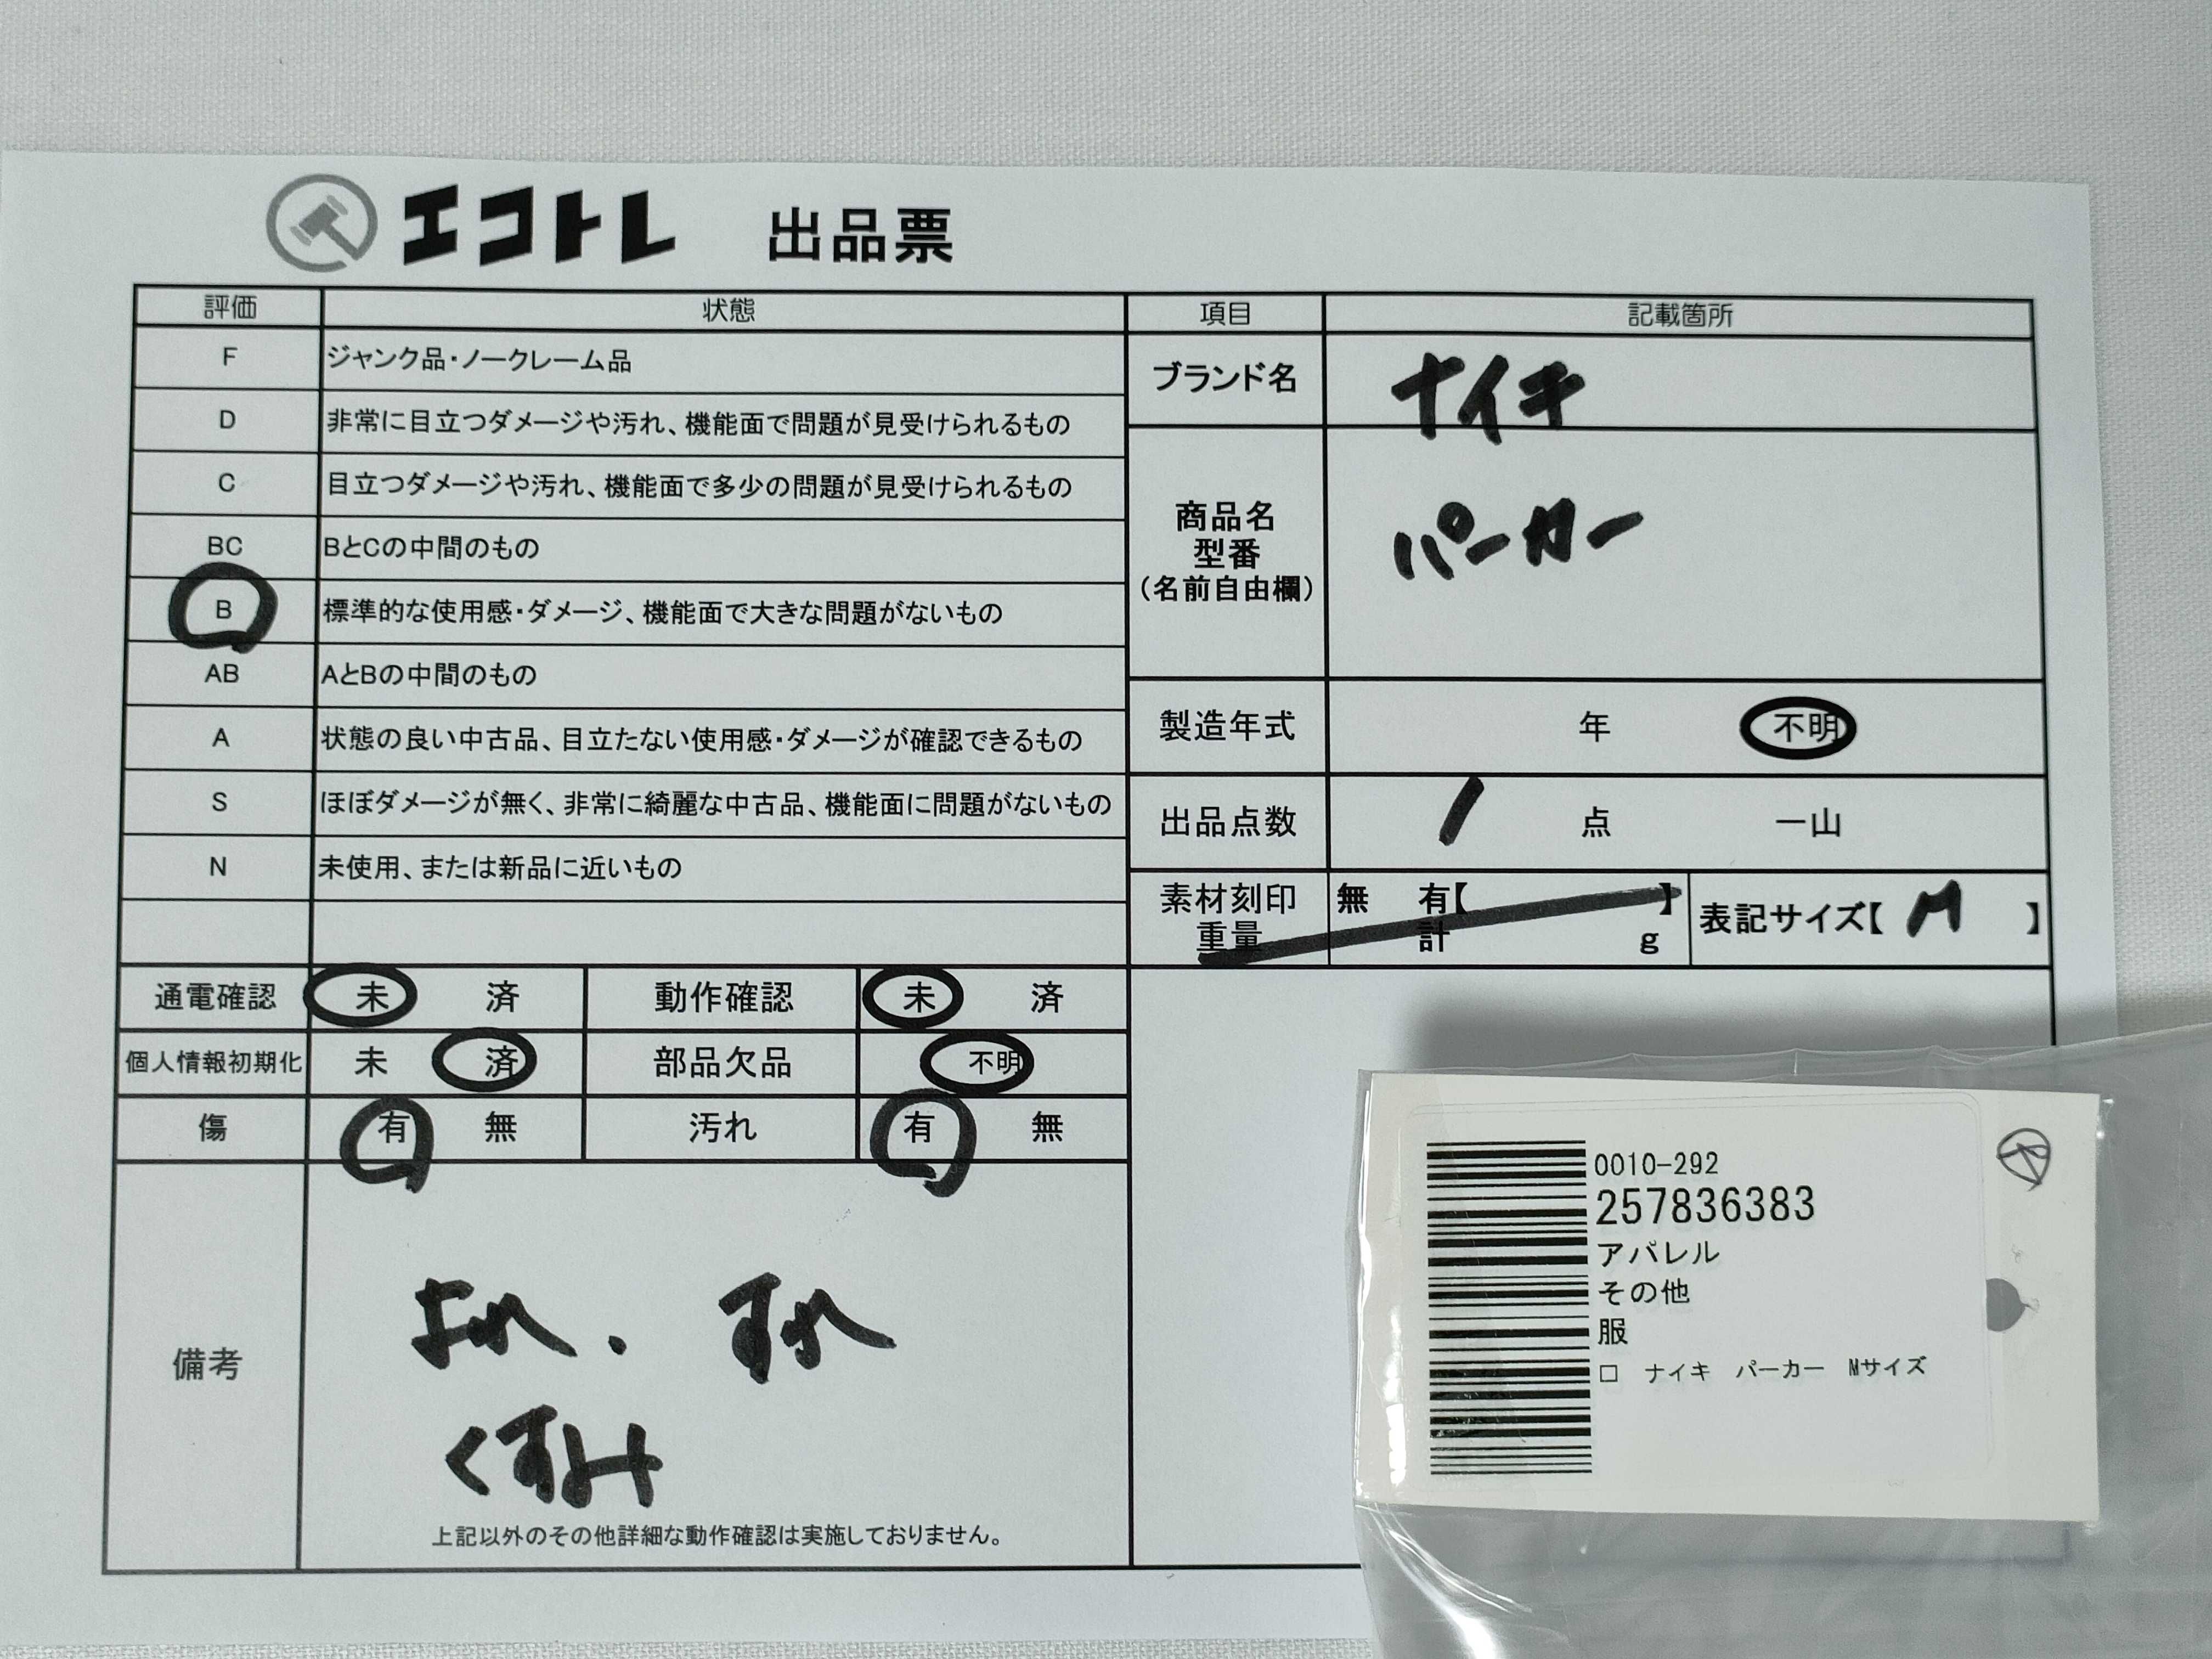 エコトレ 出品票
評価 状態
F ジャンク品・ノークレーム品
D 非常に目立つダメージや汚れ、機能面で問題が見受けられるもの
C 目立つダメージや汚れ、機能面で多少の問題が見受けられるもの
BC BとCの中間のもの
B 標準的な使用感・ダメージ、機能面で大きな問題がないもの
AB AとBの中間のもの
A 状態の良い中古品、目立たない使用感・ダメージが確認できるもの
S ほぼダメージが無く、非常に綺麗な中古品、機能面に問題がないもの
N 未使用、または新品に近いもの
通電確認 未 済 動作確認 未 済
個人情報初期化 未 済 部品欠品 不明
傷 有 無 汚れ 有 無
備考
よれ . すれ
くすみ
上記以外のその他詳細な動作確認は実施しておりません。
項目 記載箇所
ブランド名 ナイキ
商品名
型番
(名前自由欄)
パーカー
製造年式 年 不明
出品点数 1 点 一山
素材刻印 無 有【 】
重量 計 g
表記サイズ【 M 】
0010-292
257836383
アパレル
その他
服
□ ナイキ パーカー Mサイズ